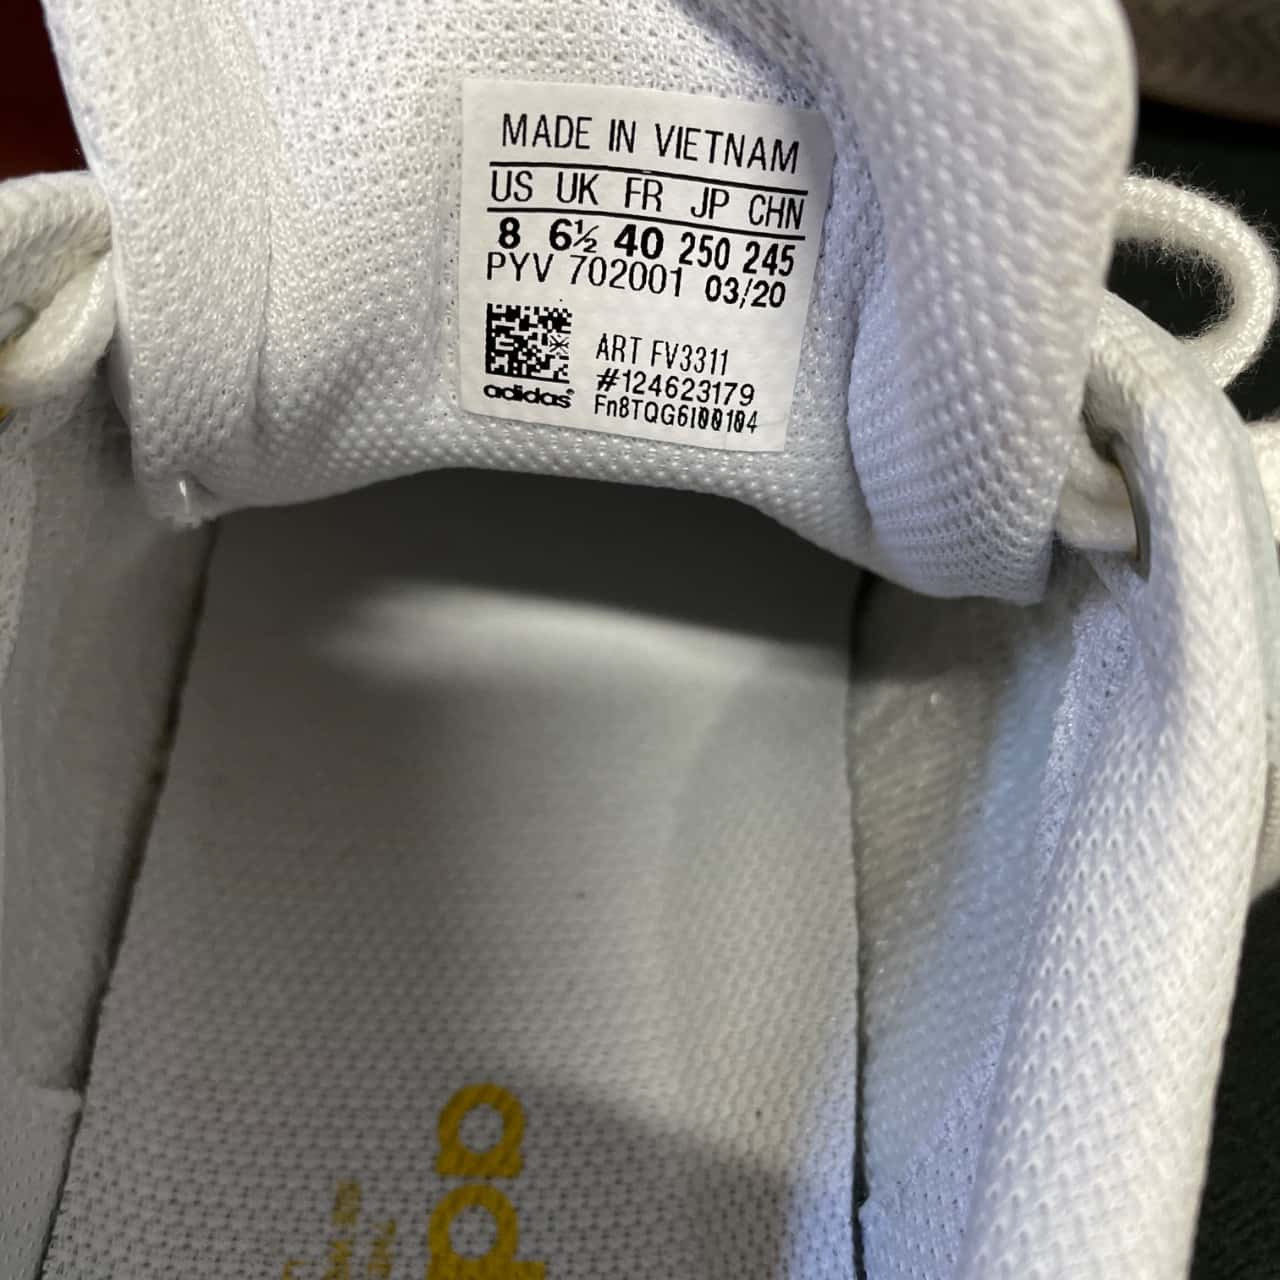 MADE IN VIETNAM
US UK FR JP CHN
8 6½ 40 250 245
PYV 702001 03/20
ART FV3311
#124623179
adidas
Fn8TQG6I00104